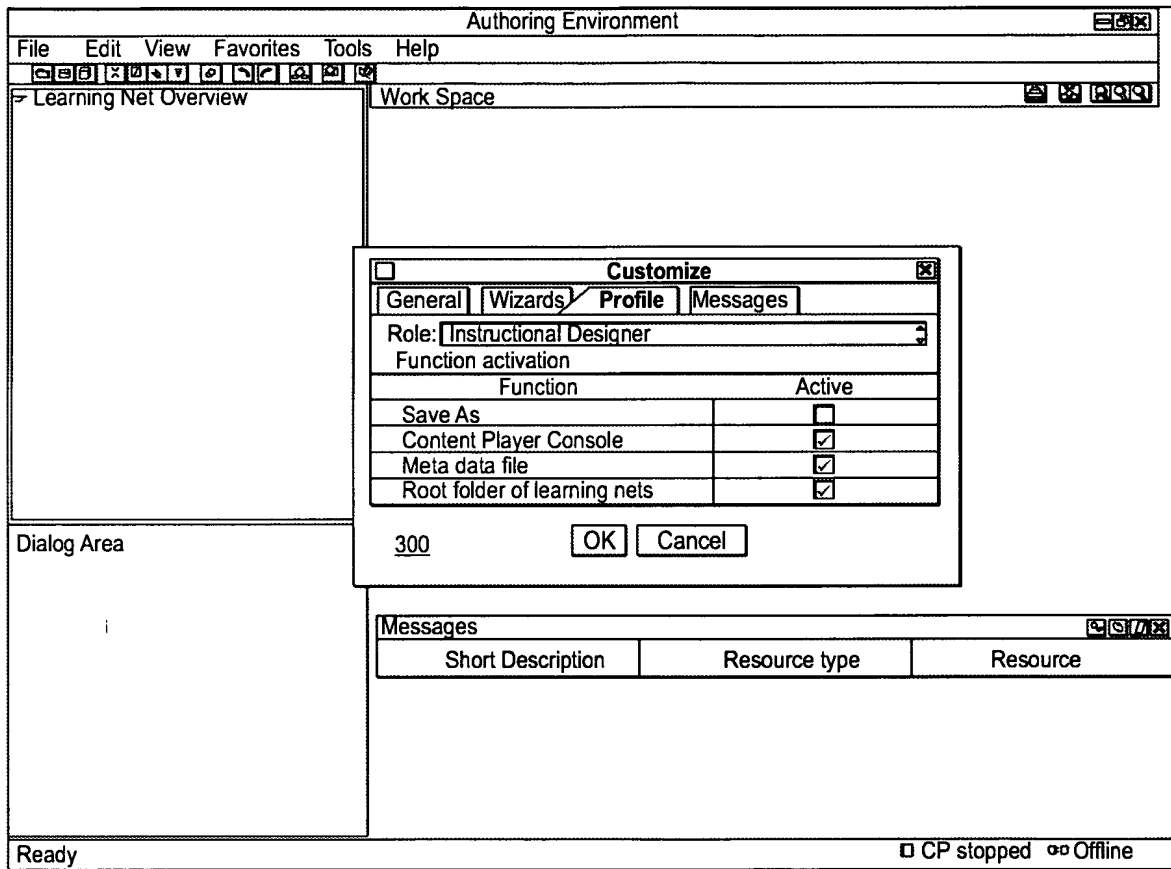 Authoring Environment
File Edit View Favorites Tools Help
Learning Net Overview
Work Space
Customize
General Wizards Profile Messages
Role: Instructional Designer
Function activation
Function Active
Save As
Content Player Console
Meta data file
Root folder of learning nets
300 OK Cancel
Dialog Area
Messages
Short Description Resource type Resource
Ready CP stopped Offline